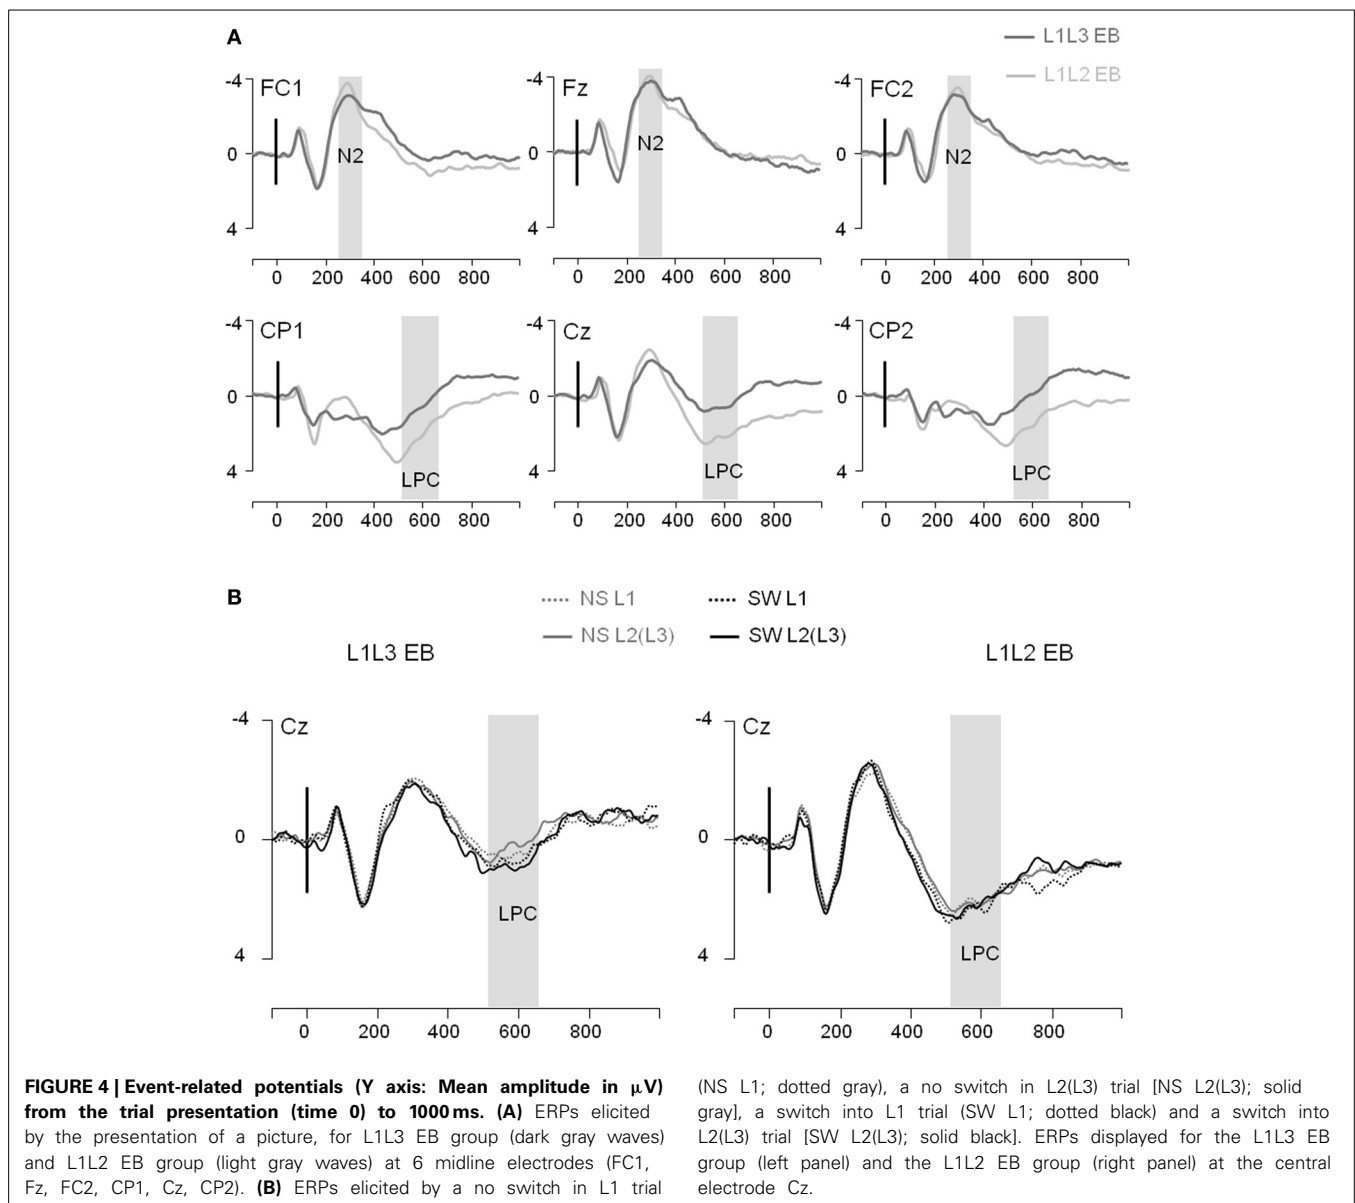 A
L1L3 EB
L1L2 EB
-4 FC1 -4 Fz -4 FC2
N2 N2 N2
0 0 0
4 4 4
0 200 400 600 800 0 200 400 600 800 0 200 400 600 800
-4 CP1 -4 Cz -4 CP2
0 0 0
4 LPC 4 LPC 4 LPC
0 200 400 600 800 0 200 400 600 800 0 200 400 600 800
B
NS L1 SW L1
NS L2(L3) SW L2(L3)
L1L3 EB L1L2 EB
-4 Cz -4 Cz
0 0
LPC LPC
4 4
0 200 400 600 800 0 200 400 600 800
FIGURE 4 | Event-related potentials (Y axis: Mean amplitude in μV)
from the trial presentation (time 0) to 1000 ms. (A) ERPs elicited
by the presentation of a picture, for L1L3 EB group (dark gray waves)
and L1L2 EB group (light gray waves) at 6 midline electrodes (FC1,
Fz, FC2, CP1, Cz, CP2). (B) ERPs elicited by a no switch in L1 trial
(NS L1; dotted gray), a no switch in L2(L3) trial [NS L2(L3); solid
gray], a switch into L1 trial (SW L1; dotted black) and a switch into
L2(L3) trial [SW L2(L3); solid black]. ERPs displayed for the L1L3 EB
group (left panel) and the L1L2 EB group (right panel) at the central
electrode Cz.